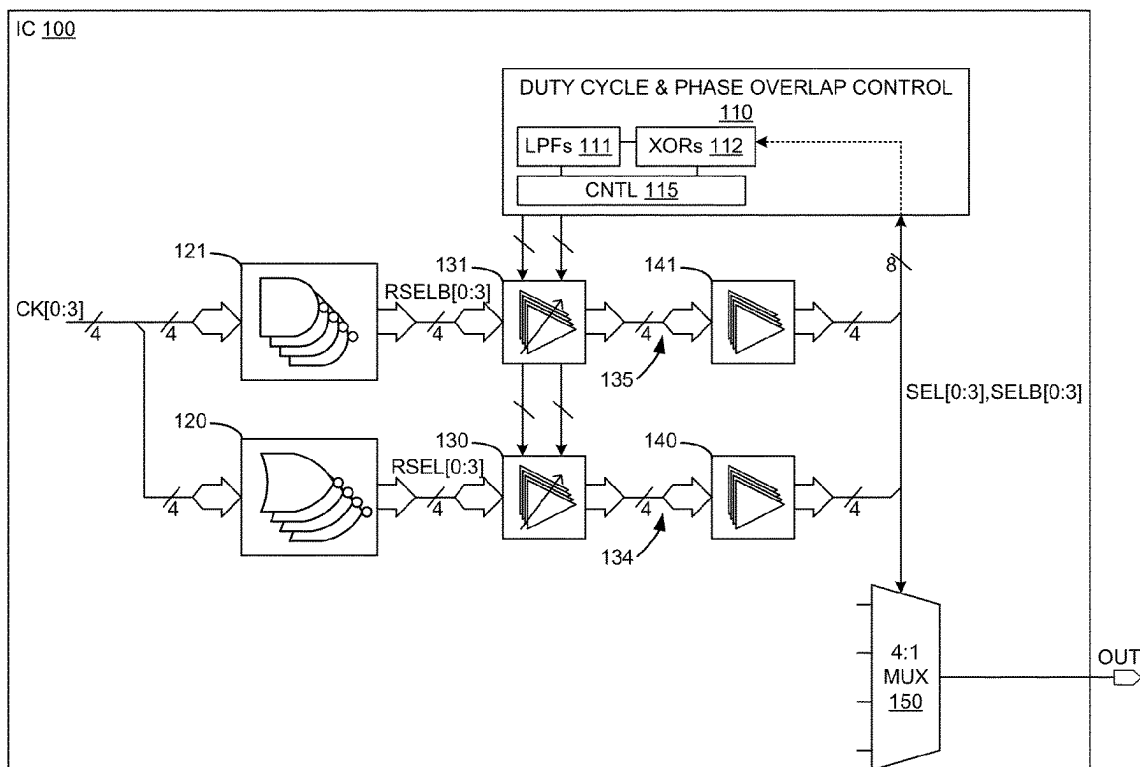 IC 100
DUTY CYCLE & PHASE OVERLAP CONTROL
110
LPFs 111
XORs 112
CNTL 115
121
131
141
8
CK[0:3]
4
4
RSELB[0:3]
4
4
4
135
SEL[0:3],SELB[0:3]
120
130
140
RSEL[0:3]
4
4
4
4
134
4:1
MUX
150
OUT